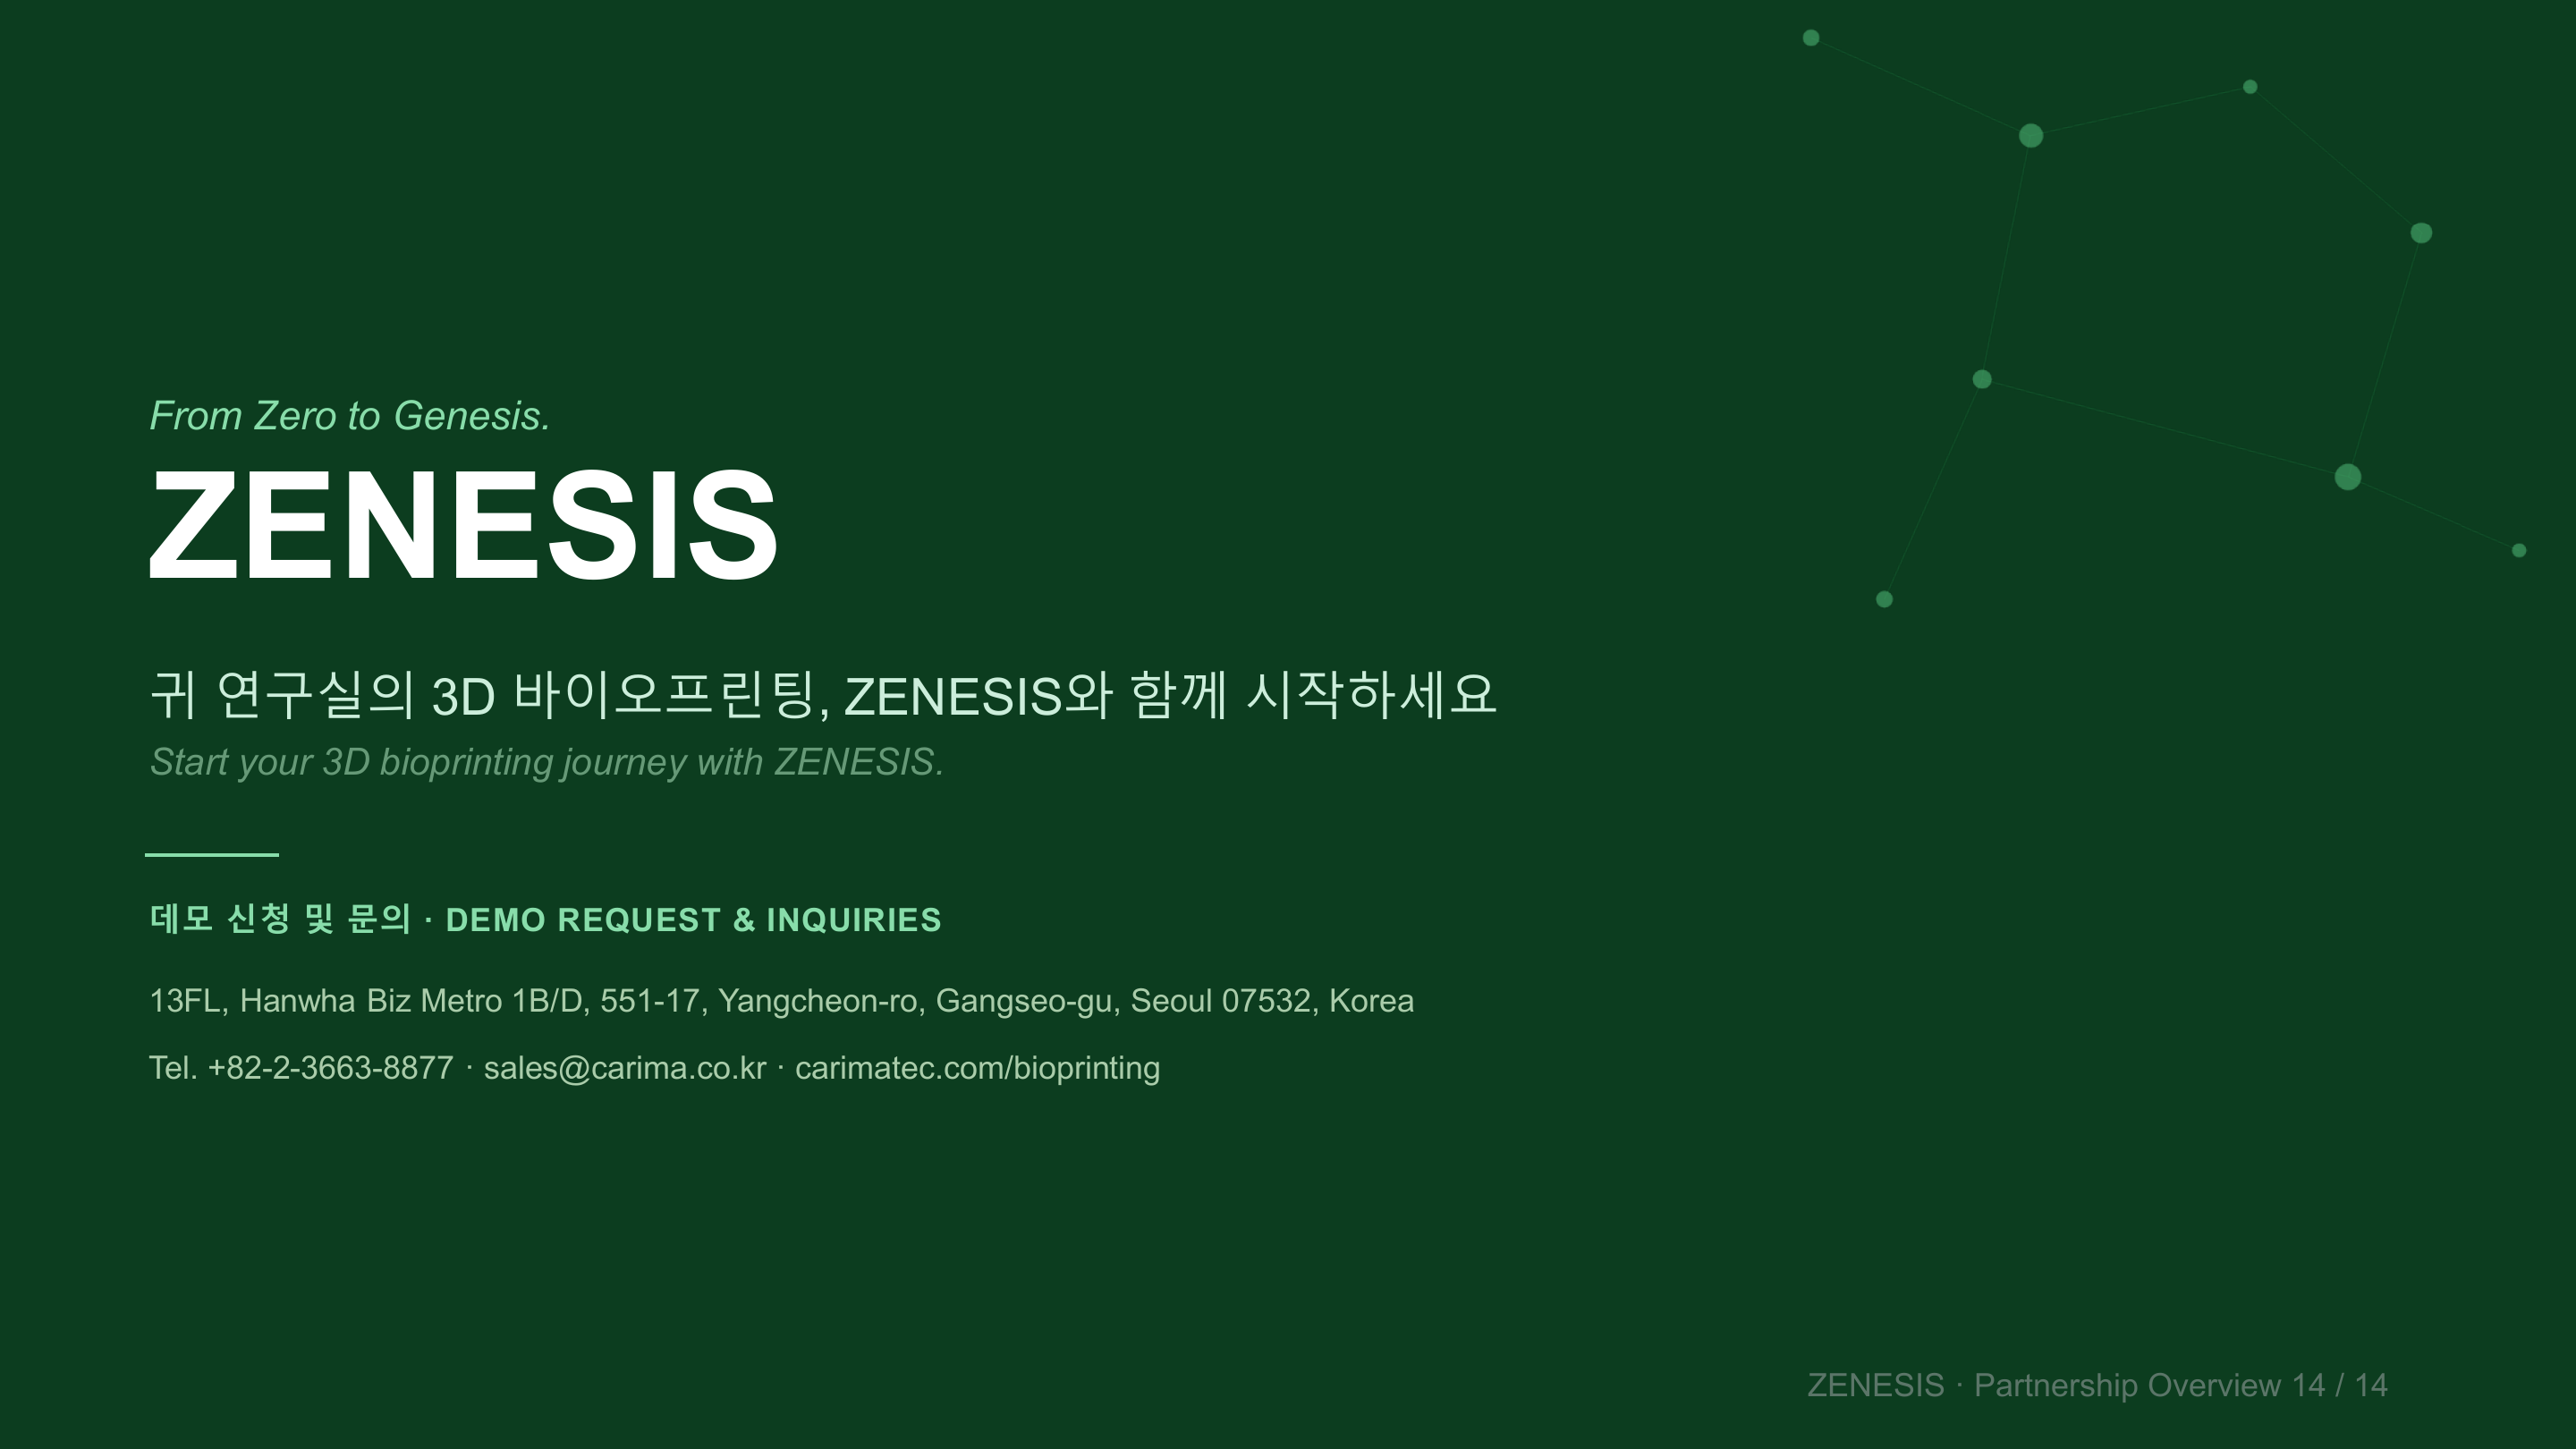 From Zero to Genesis.
ZENESIS
귀 연구실의 3D 바이오프린팅, ZENESIS와 함께 시작하세요
Start your 3D bioprinting journey with ZENESIS.
데모 신청 및 문의 · DEMO REQUEST & INQUIRIES
13FL, Hanwha Biz Metro 1B/D, 551-17, Yangcheon-ro, Gangseo-gu, Seoul 07532, Korea
Tel. +82-2-3663-8877 · sales@carima.co.kr · carimatec.com/bioprinting
ZENESIS · Partnership Overview 14 / 14